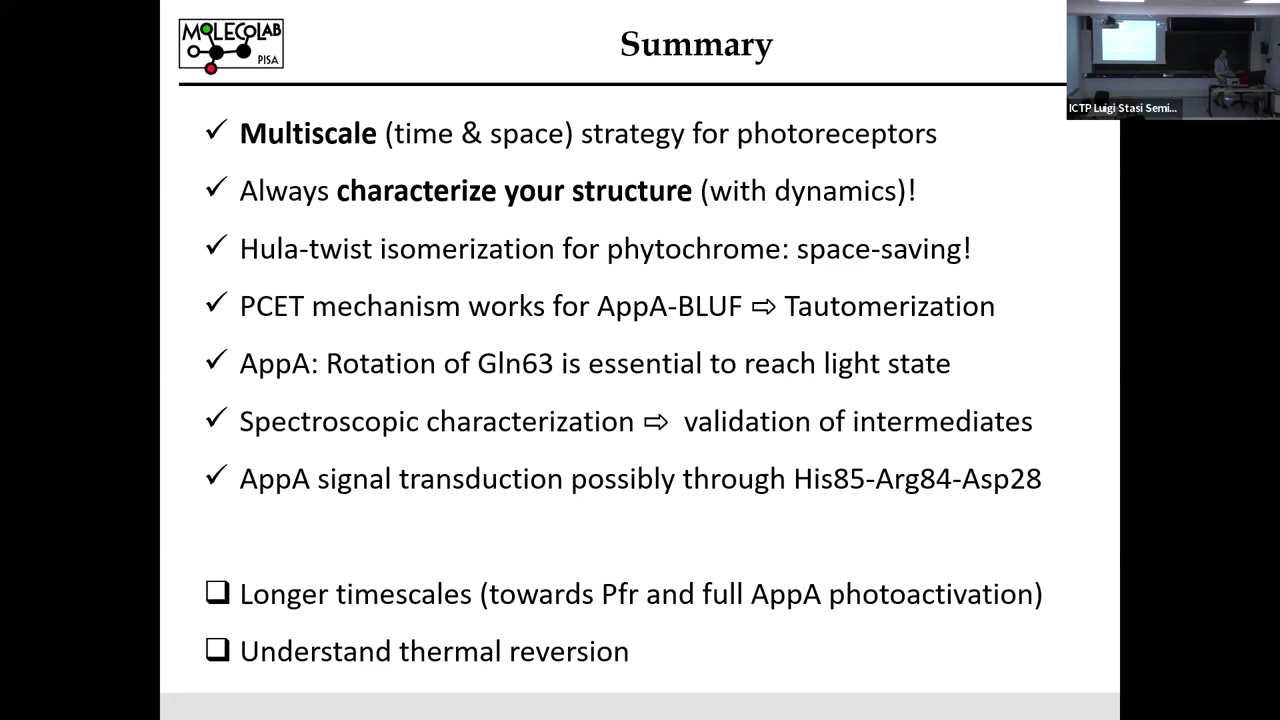 MOLECOLAB
PISA
Summary
ICTP Luigi Stasi Semi...
✓ Multiscale (time & space) strategy for photoreceptors
✓ Always characterize your structure (with dynamics)!
✓ Hula-twist isomerization for phytochrome: space-saving!
✓ PCET mechanism works for AppA-BLUF ⇨ Tautomerization
✓ AppA: Rotation of Gln63 is essential to reach light state
✓ Spectroscopic characterization ⇨ validation of intermediates
✓ AppA signal transduction possibly through His85-Arg84-Asp28
❑ Longer timescales (towards Pfr and full AppA photoactivation)
❑ Understand thermal reversion